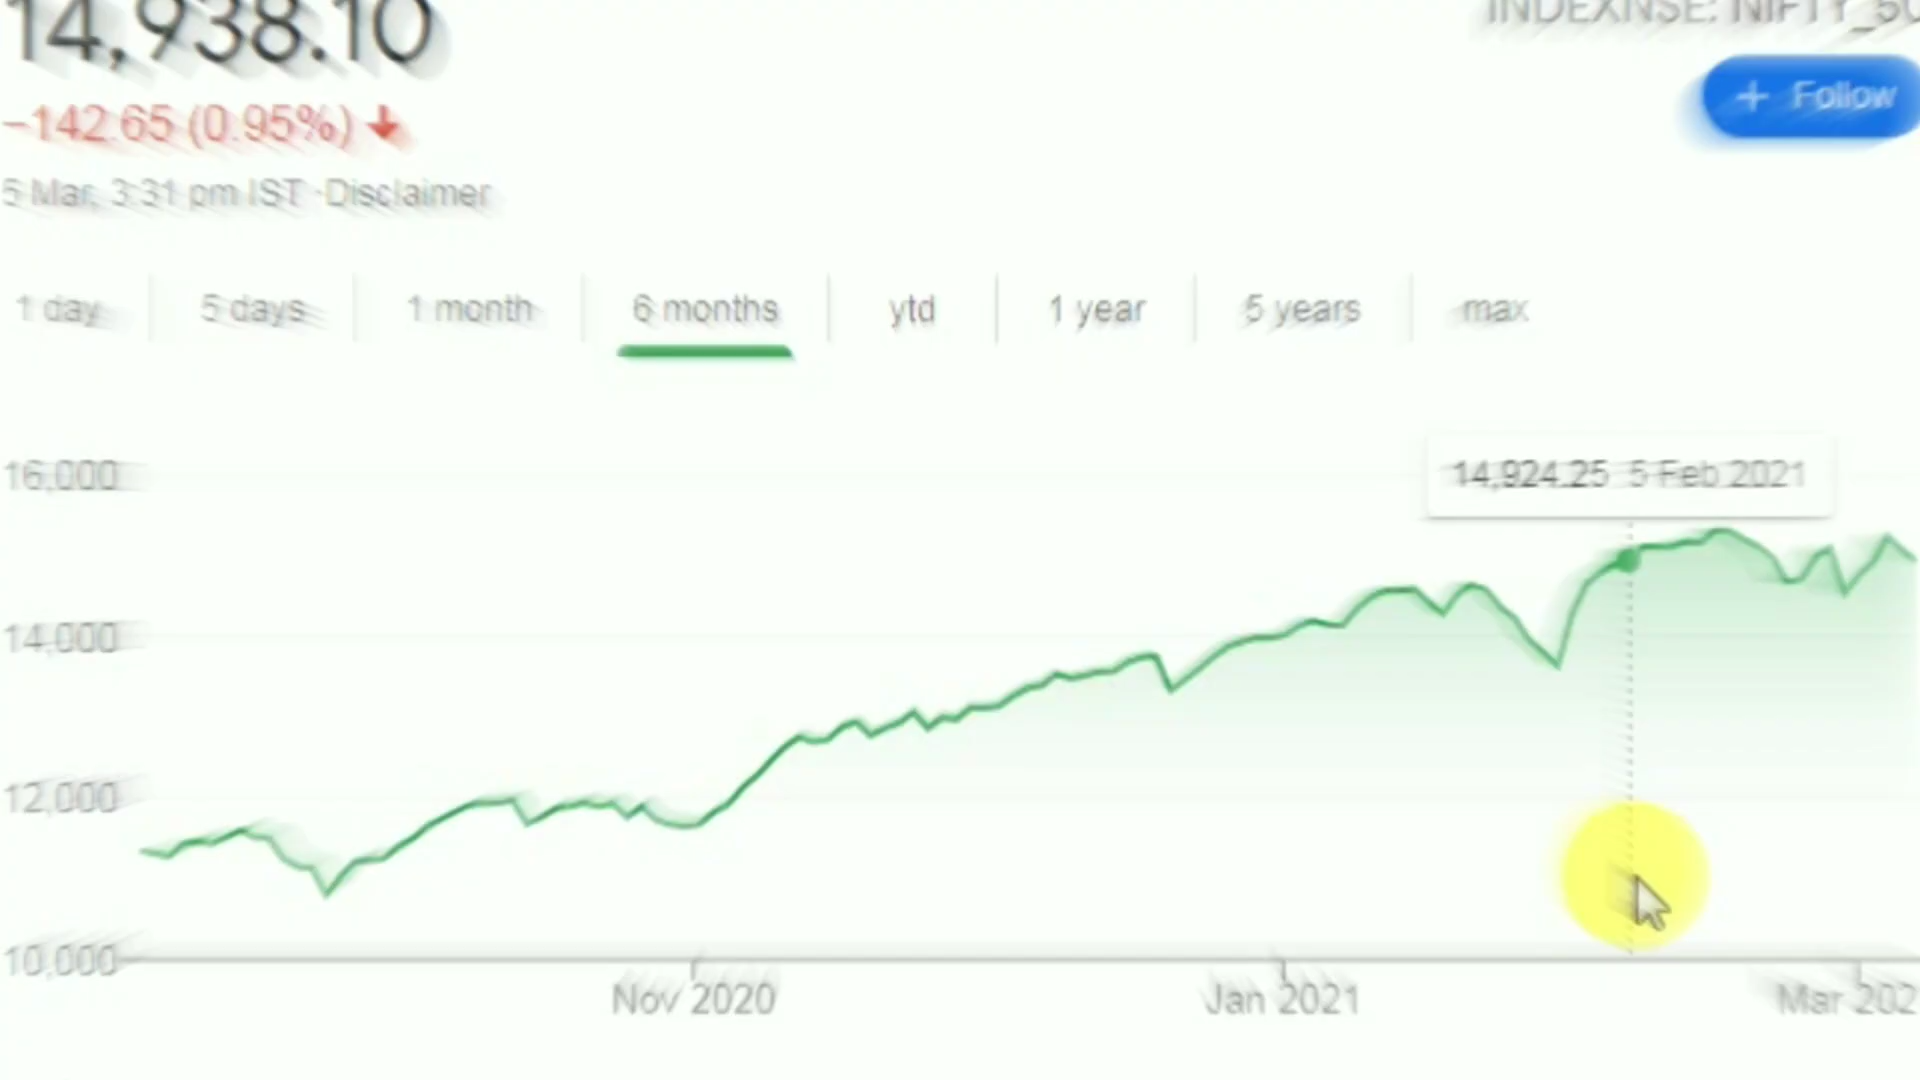 14,938.10
INDEXNSE: NIFTY_50
−142.65 (0.95%)
+ Follow
5 Mar, 3:31 pm IST · Disclaimer
1 day 5 days 1 month 6 months ytd 1 year 5 years max
16,000
14,924.25 5 Feb 2021
14,000
12,000
10,000
Nov 2020 Jan 2021 Mar 202